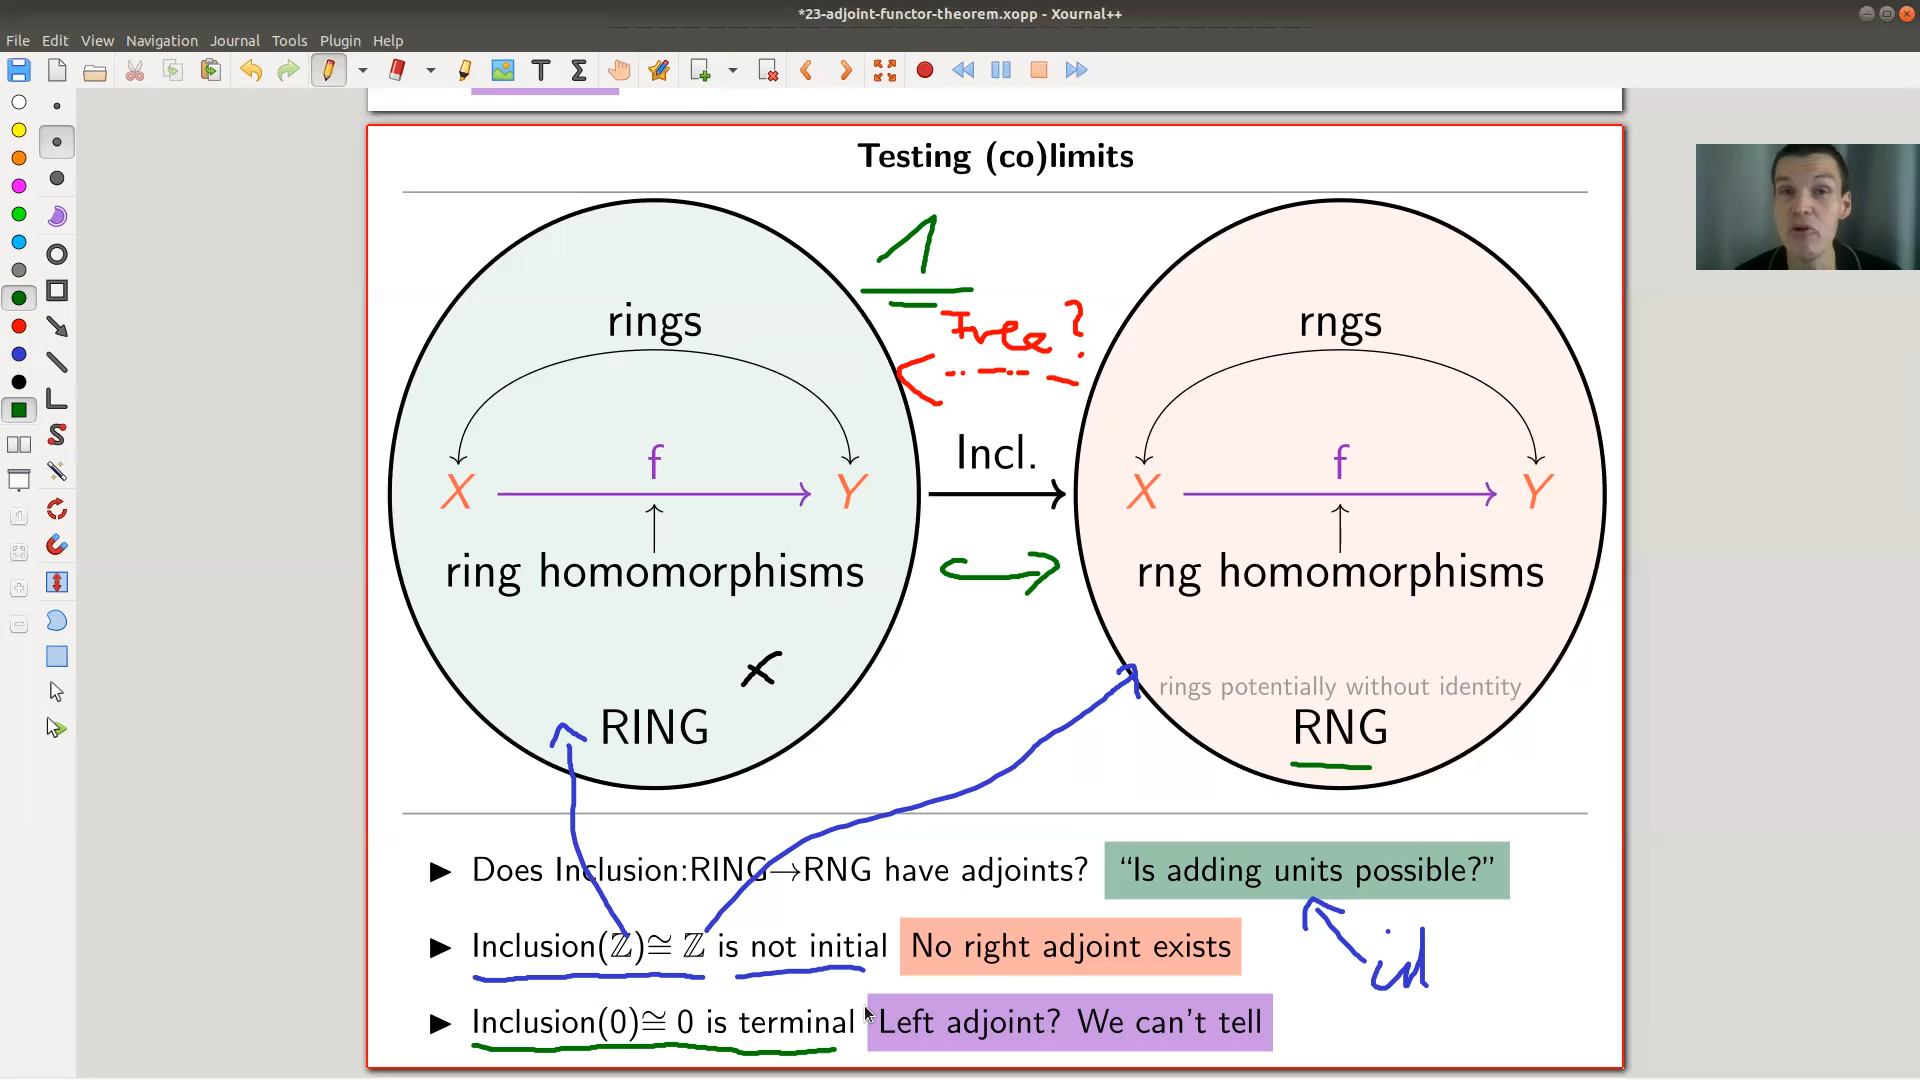 *23-adjoint-functor-theorem.xopp - Xournal++
File Edit View Navigation Journal Tools Plugin Help
Testing (co)limits
1
Free?
rings
rngs
f
f
Incl.
X
Y
X
Y
ring homomorphisms
rng homomorphisms
x
rings potentially without identity
RING
RNG
▶ Does Inclusion:RING→RNG have adjoints? “Is adding units possible?”
▶ Inclusion(ℤ)≅ ℤ is not initial No right adjoint exists
id
▶ Inclusion(0)≅ 0 is terminal Left adjoint? We can't tell